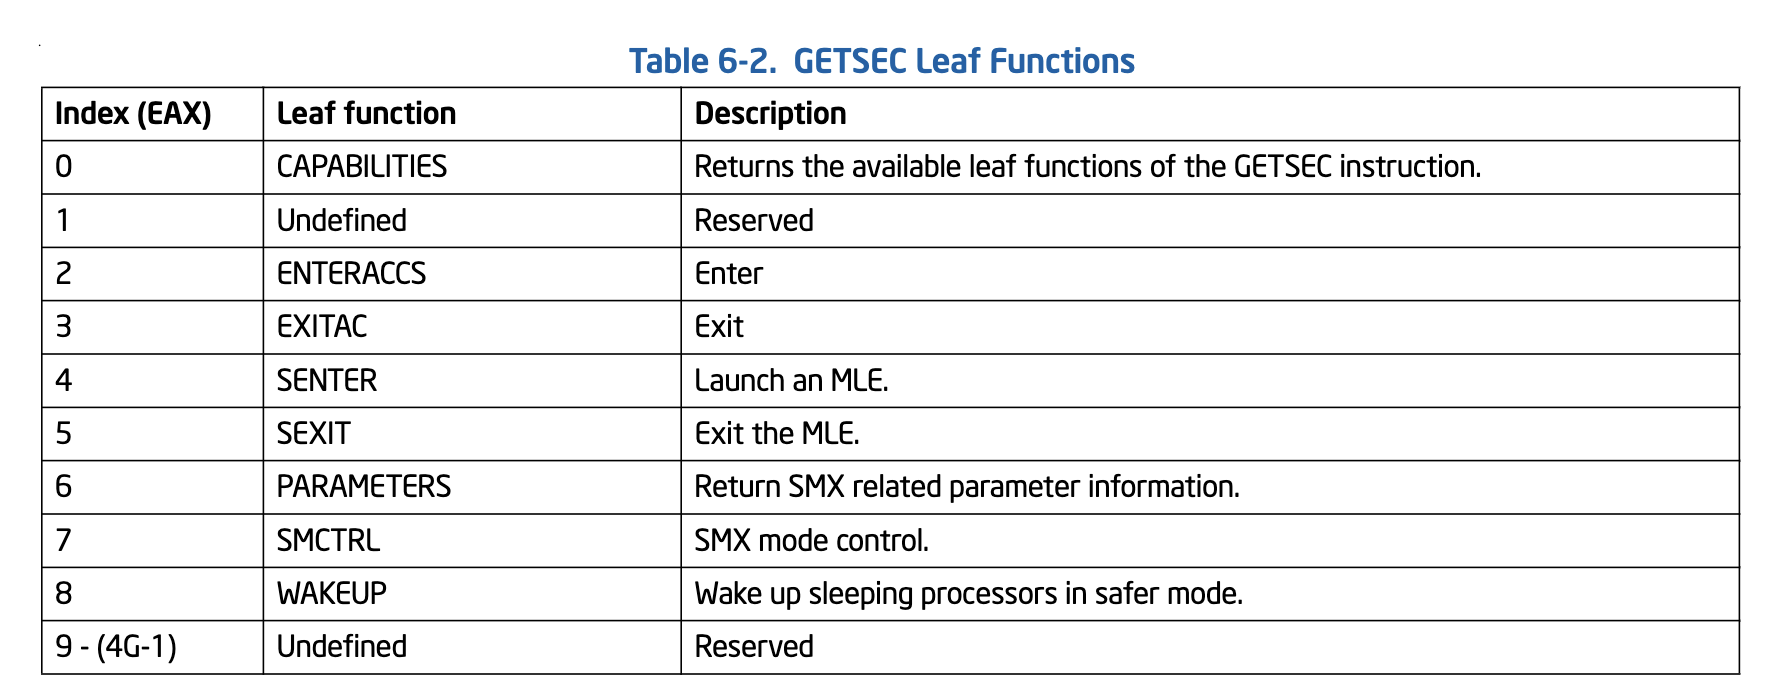 Table 6-2. GETSEC Leaf Functions
Index (EAX) Leaf function Description
0 CAPABILITIES Returns the available leaf functions of the GETSEC instruction.
1 Undefined Reserved
2 ENTERACCS Enter
3 EXITAC Exit
4 SENTER Launch an MLE.
5 SEXIT Exit the MLE.
6 PARAMETERS Return SMX related parameter information.
7 SMCTRL SMX mode control.
8 WAKEUP Wake up sleeping processors in safer mode.
9 - (4G-1) Undefined Reserved